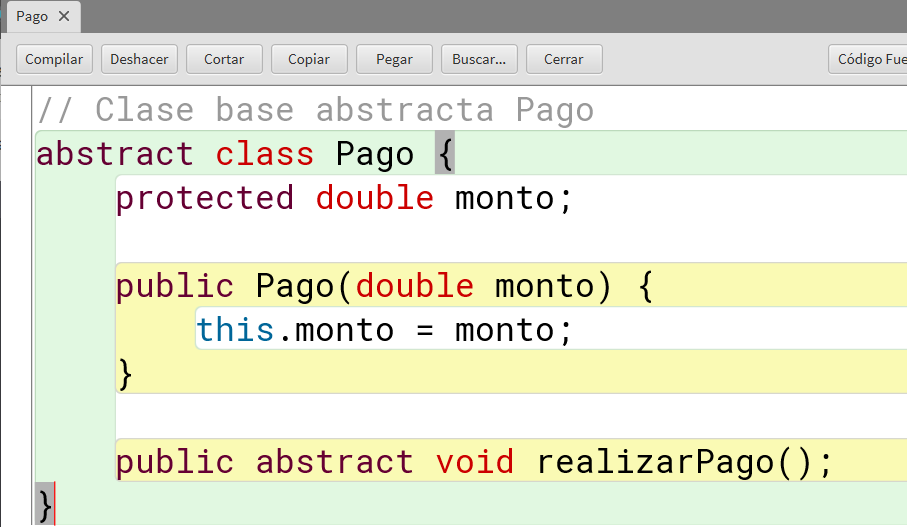 Pago ✕
Compilar Deshacer Cortar Copiar Pegar Buscar... Cerrar Código Fue
// Clase base abstracta Pago
abstract class Pago {
    protected double monto;
    public Pago(double monto) {
        this.monto = monto;
    }
    public abstract void realizarPago();
}